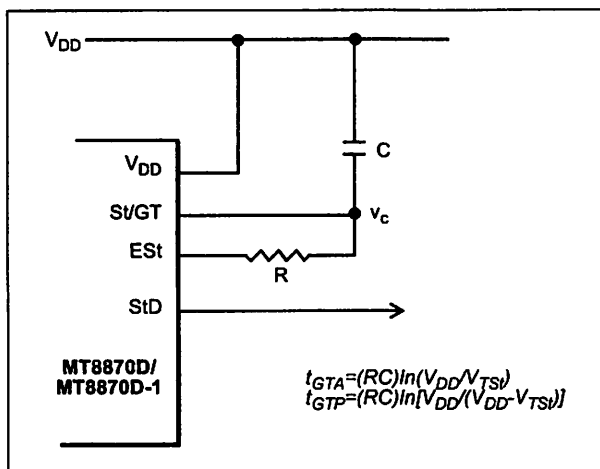 VDD
C
VDD
St/GT
vc
ESt
R
StD
MT8870D/
MT8870D-1
tGTA=(RC)ln(VDD/VTSt)
tGTP=(RC)ln[VDD/(VDD-VTSt)]